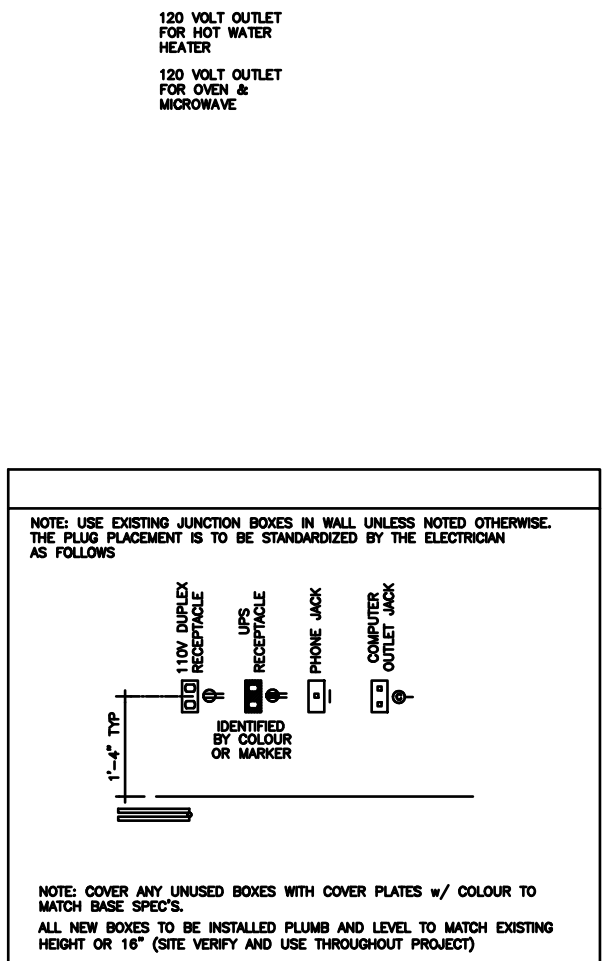 120 VOLT OUTLET
FOR HOT WATER
HEATER
120 VOLT OUTLET
FOR OVEN &
MICROWAVE
NOTE: USE EXISTING JUNCTION BOXES IN WALL UNLESS NOTED OTHERWISE.
THE PLUG PLACEMENT IS TO BE STANDARDIZED BY THE ELECTRICIAN
AS FOLLOWS
110V DUPLEX
RECEPTACLE
UPS
RECEPTACLE
PHONE JACK
COMPUTER
OUTLET JACK
C
1'-4" TYP
IDENTIFIED
BY COLOUR
OR MARKER
NOTE: COVER ANY UNUSED BOXES WITH COVER PLATES w/ COLOUR TO
MATCH BASE SPEC'S.
ALL NEW BOXES TO BE INSTALLED PLUMB AND LEVEL TO MATCH EXISTING
HEIGHT OR 16" (SITE VERIFY AND USE THROUGHOUT PROJECT)